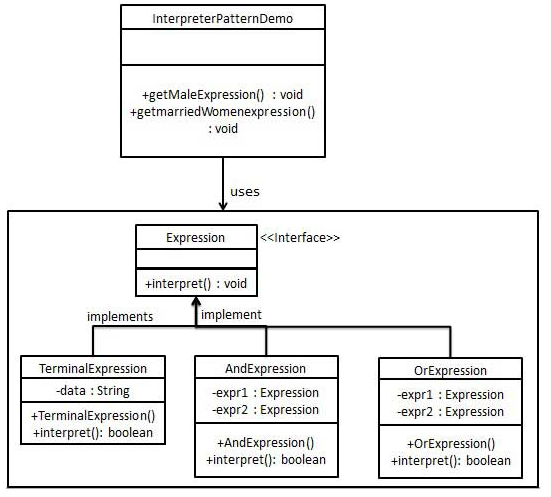 InterpreterPatternDemo
+getMaleExpression() : void
+getmarriedWomenexpression()
: void
uses
Expression
<<Interface>>
+interpret() : void
implements
implement
TerminalExpression
-data : String
+TerminalExpression()
+interpret(): boolean
AndExpression
-expr1 : Expression
-expr2 : Expression
+AndExpression()
+interpret(): boolean
OrExpression
-expr1 : Expression
-expr2 : Expression
+OrExpression()
+interpret(): boolean